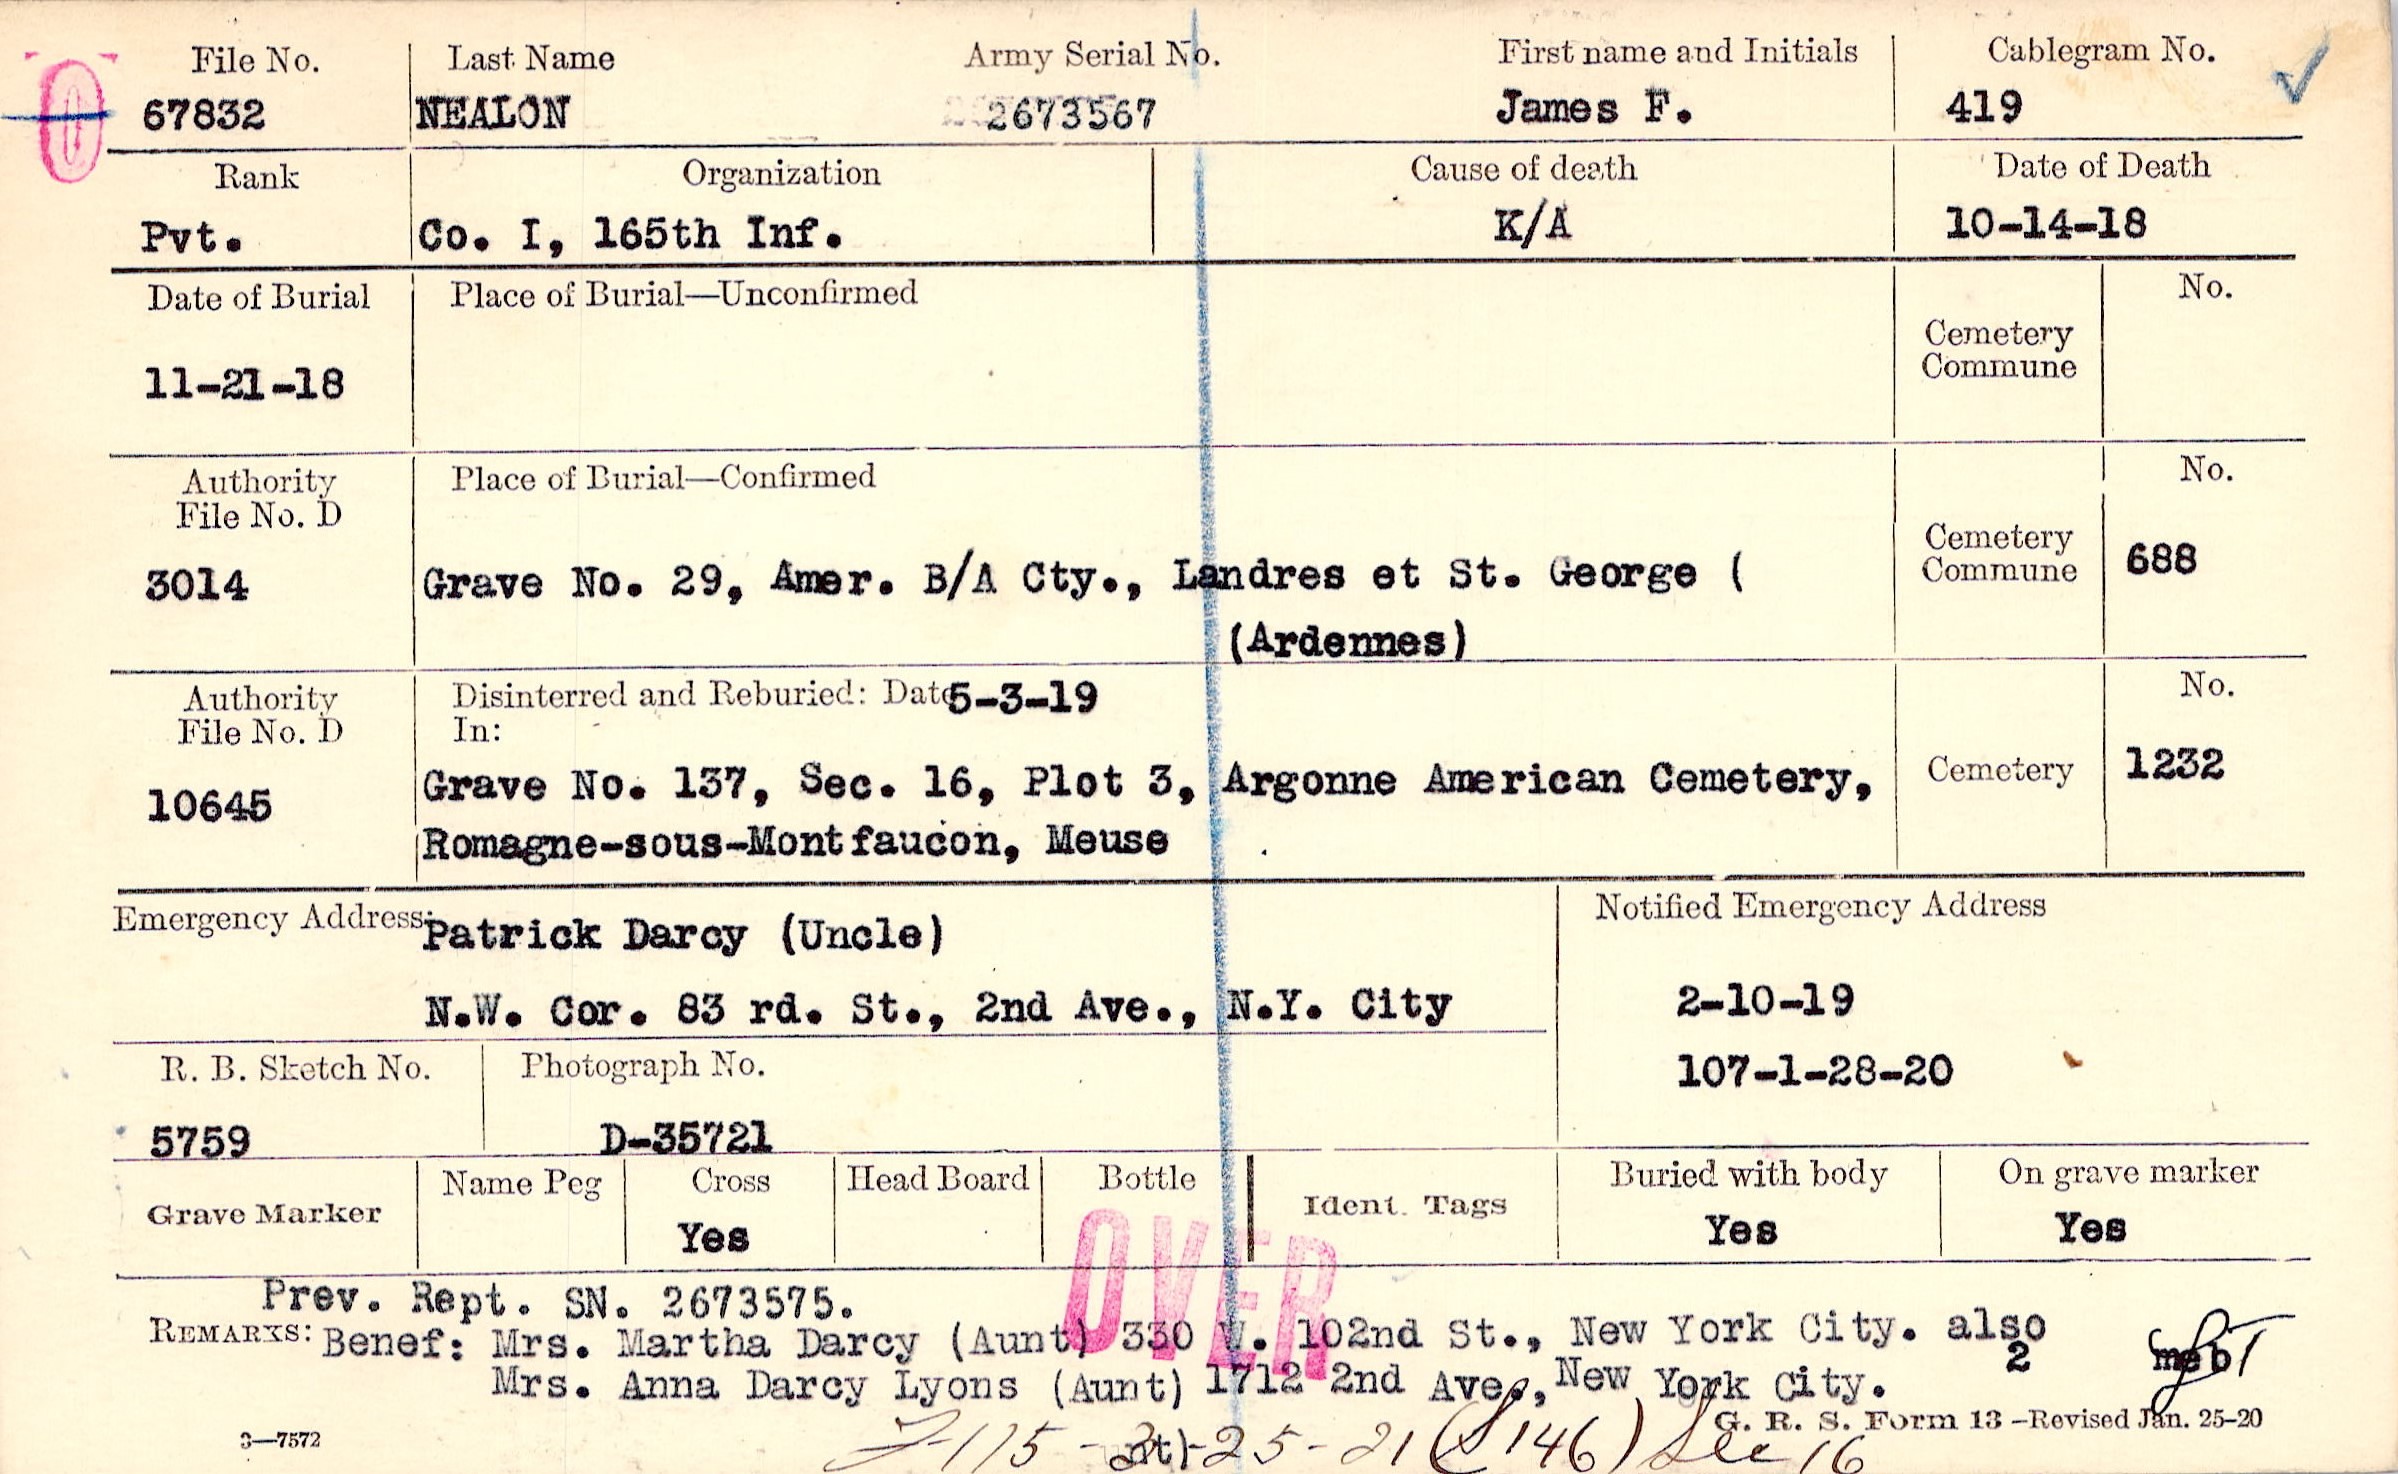 File No. Last Name Army Serial No. First name and Initials Cablegram No.
67832 NEALON 2673567 James F. 419
Rank Organization Cause of death Date of Death
Pvt. Co. I, 165th Inf. K/A 10-14-18
Date of Burial Place of Burial—Unconfirmed No.
Cemetery
Commune
11-21-18
Authority Place of Burial—Confirmed No.
File No. D
Cemetery
Commune
3014 Grave No. 29, Amer. B/A Cty., Landres et St. George ( 688
(Ardennes)
Authority Disinterred and Reburied: Date 5-3-19 No.
File No. D In:
10645 Grave No. 137, Sec. 16, Plot 3, Argonne American Cemetery, Cemetery 1232
Romagne-sous-Montfaucon, Meuse
Emergency Address: Patrick Darcy (Uncle) Notified Emergency Address
N.W. Cor. 83 rd. St., 2nd Ave., N.Y. City 2-10-19
R. B. Sketch No. Photograph No. 107-1-28-20
5759 D-35721
Grave Marker Name Peg Cross Head Board Bottle Ident. Tags Buried with body On grave marker
Yes Yes Yes
OVER
Prev. Rept. SN. 2673575.
REMARKS: Benef: Mrs. Martha Darcy (Aunt) 330 W. 102nd St., New York City. also
2
Mrs. Anna Darcy Lyons (Aunt) 1712 2nd Ave., New York City.
G. R. S. Form 13 –Revised Jan. 25–20
3—7572
25-21 (S146) Sec 16